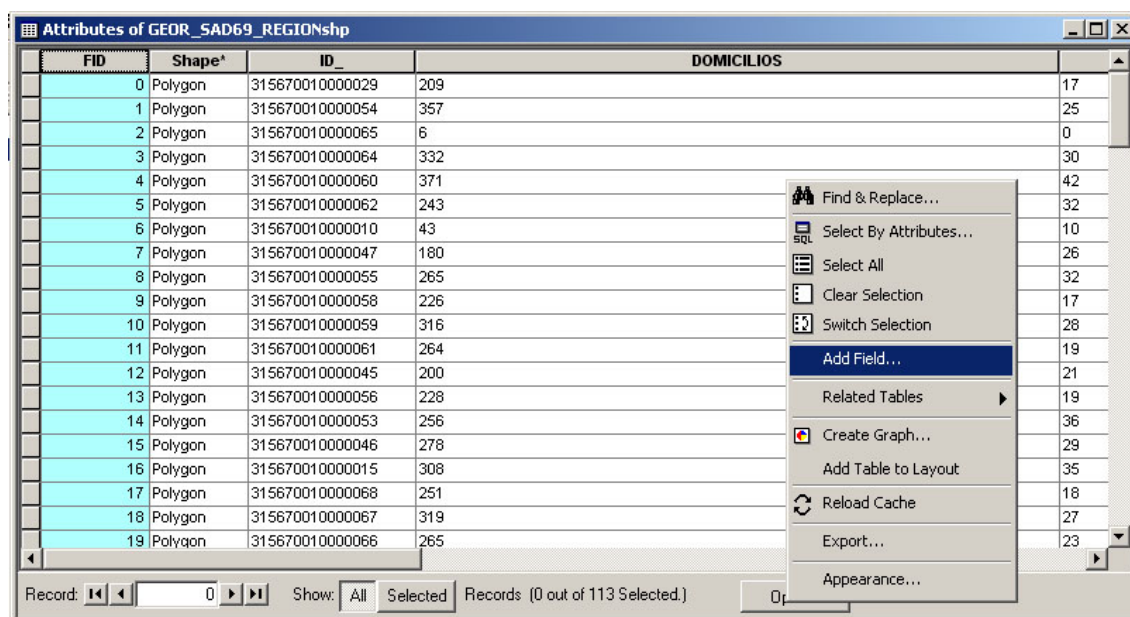 Attributes of GEOR_SAD69_REGIONshp
FID Shape* ID_ DOMICILIOS
0 Polygon 315670010000029 209 17
1 Polygon 315670010000054 357 25
2 Polygon 315670010000065 6 0
3 Polygon 315670010000064 332 30
4 Polygon 315670010000060 371 42
5 Polygon 315670010000062 243 32
6 Polygon 315670010000010 43 10
7 Polygon 315670010000047 180 26
8 Polygon 315670010000055 265 32
9 Polygon 315670010000058 226 17
10 Polygon 315670010000059 316 28
11 Polygon 315670010000061 264 19
12 Polygon 315670010000045 200 21
13 Polygon 315670010000056 228 19
14 Polygon 315670010000053 256 36
15 Polygon 315670010000046 278 29
16 Polygon 315670010000015 308 35
17 Polygon 315670010000068 251 18
18 Polygon 315670010000067 319 27
19 Polygon 315670010000066 265 23
Find & Replace...
SQL Select By Attributes...
Select All
Clear Selection
Switch Selection
Add Field...
Related Tables
Create Graph...
Add Table to Layout
Reload Cache
Export...
Appearance...
Record: 0 Show: All Selected Records (0 out of 113 Selected.)